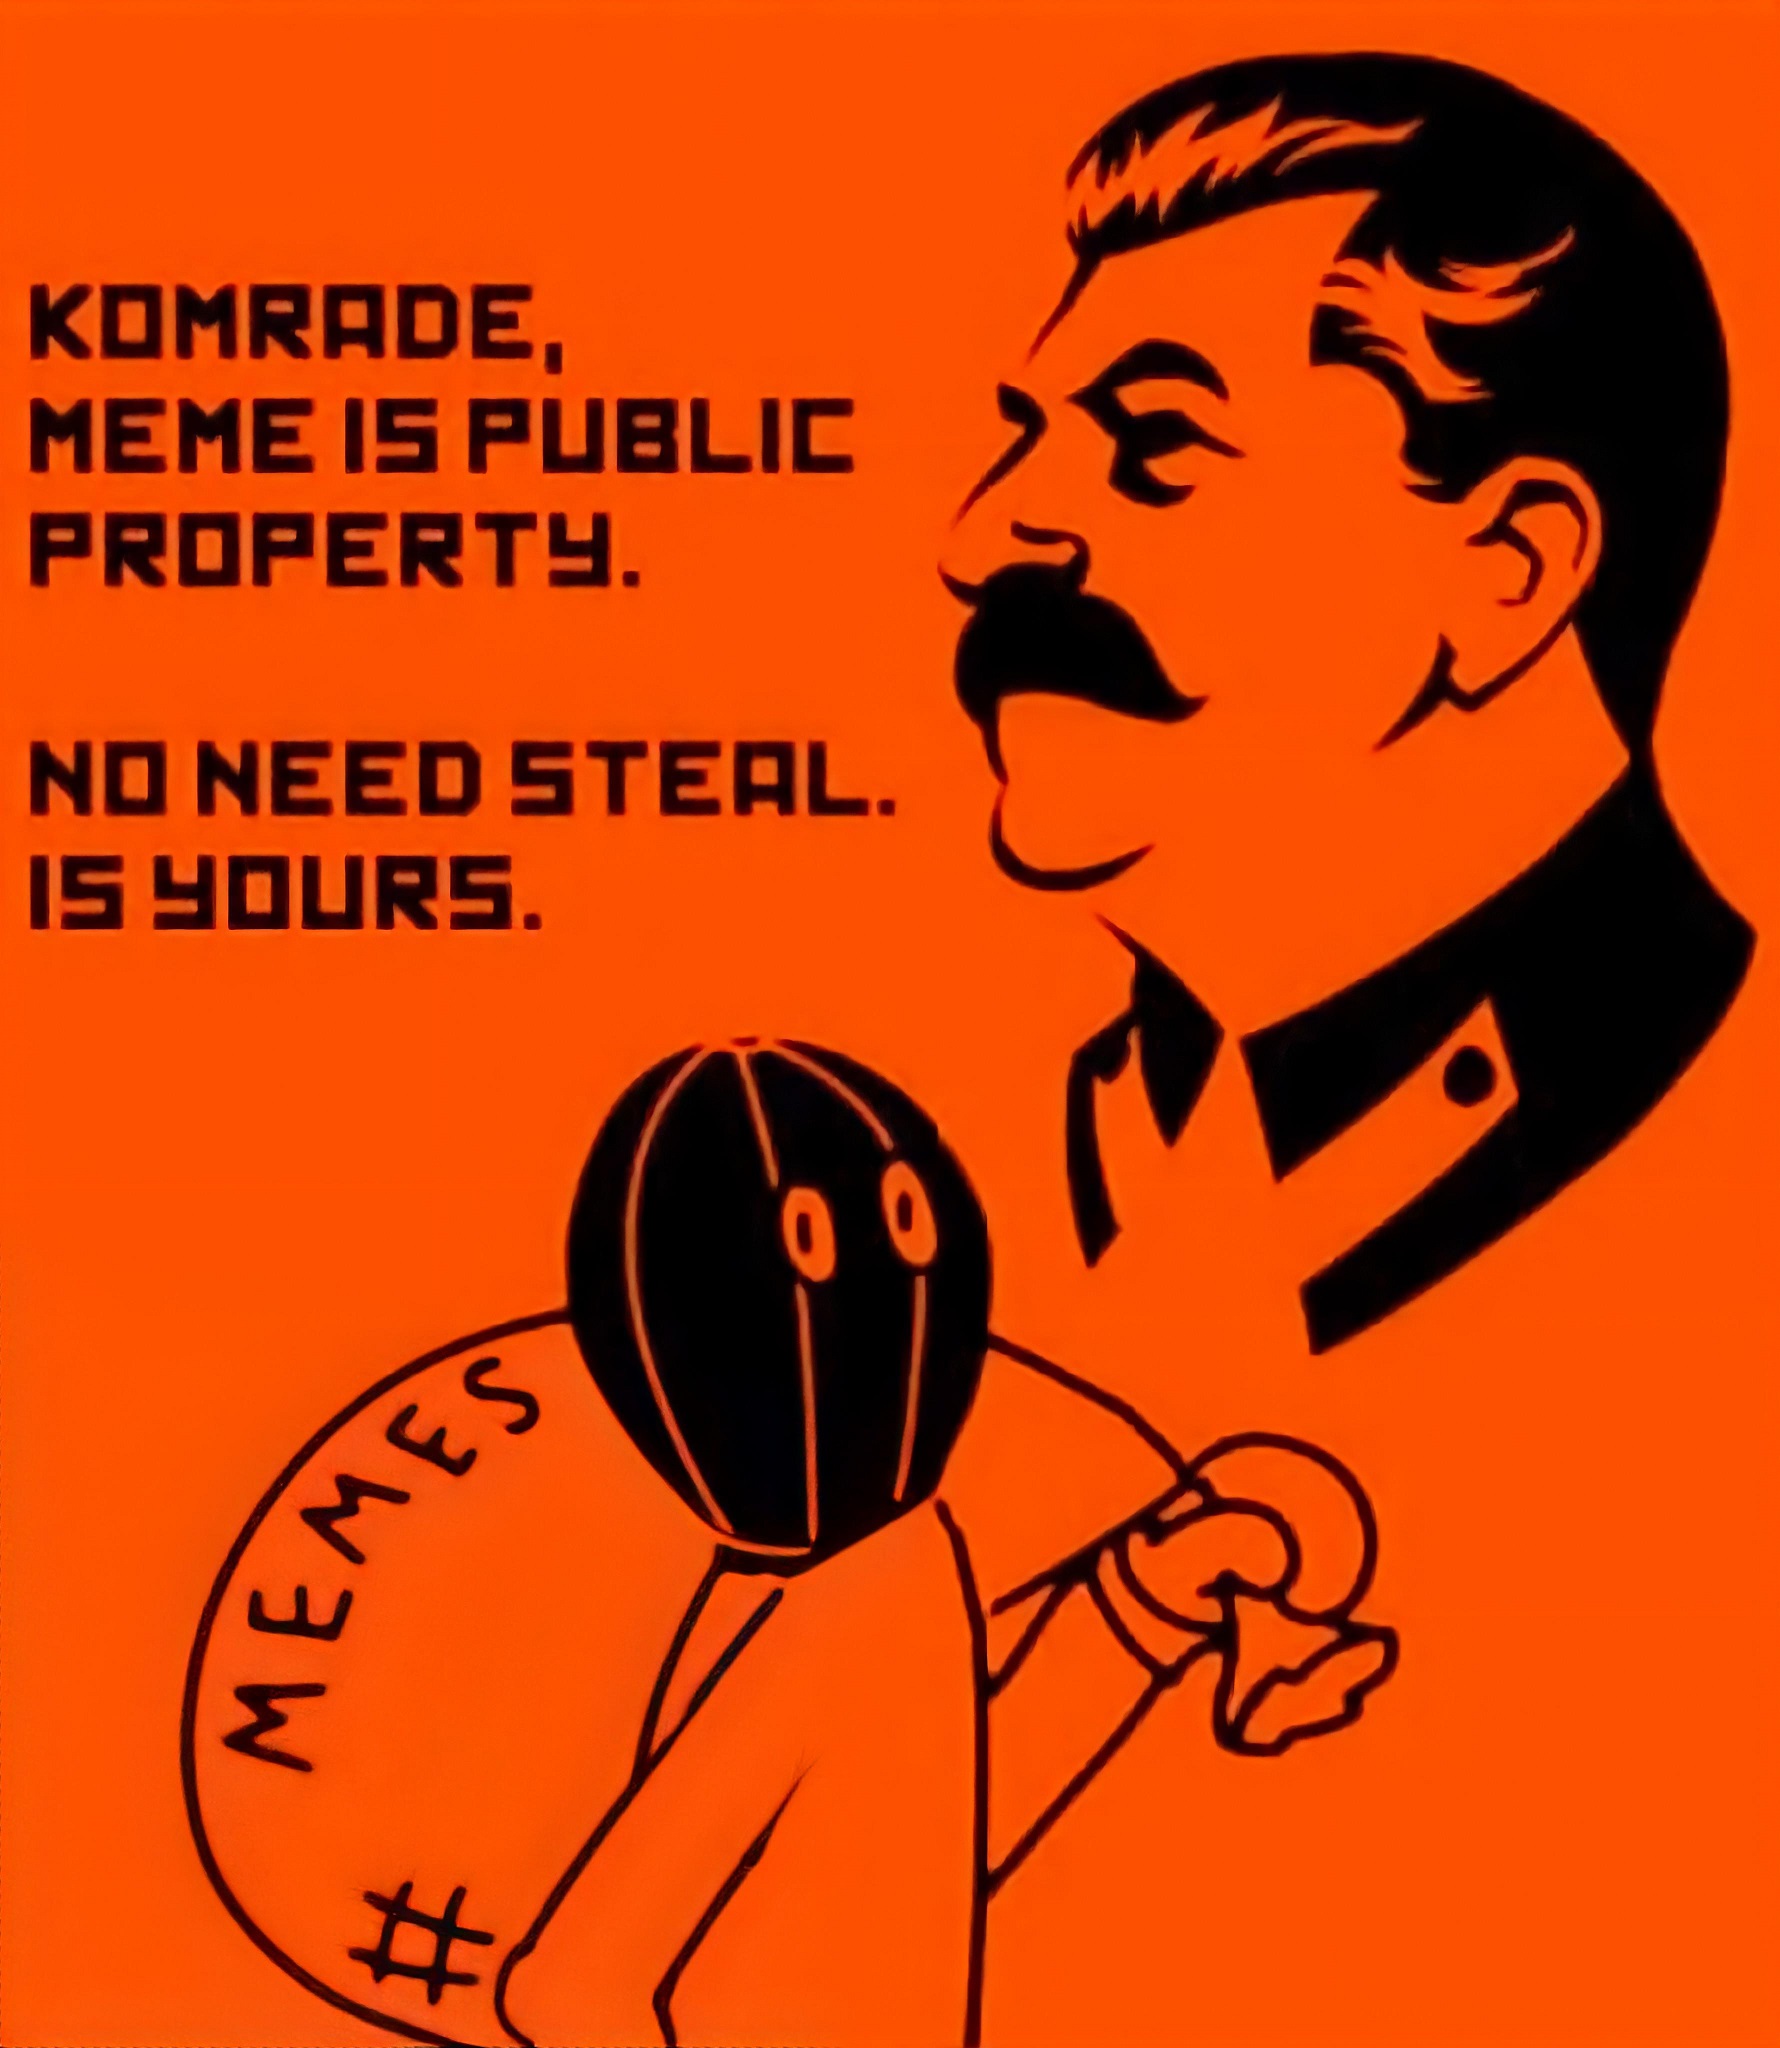 KOMRADE,
MEME IS PUBLIC
PROPERTY.
NO NEED STEAL.
IS YOURS.
MEMES
#